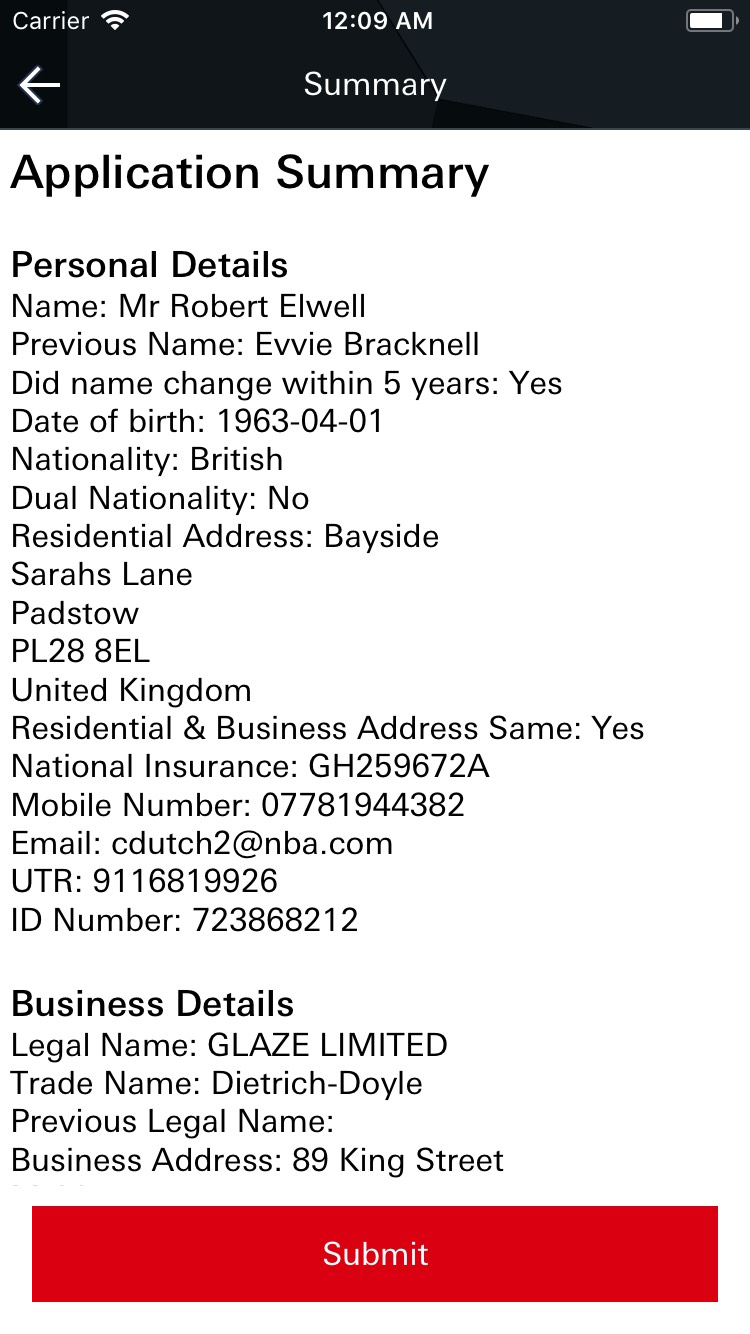 Carrier
12:09 AM
Summary
Application Summary
Personal Details
Name: Mr Robert Elwell
Previous Name: Evvie Bracknell
Did name change within 5 years: Yes
Date of birth: 1963-04-01
Nationality: British
Dual Nationality: No
Residential Address: Bayside
Sarahs Lane
Padstow
PL28 8EL
United Kingdom
Residential & Business Address Same: Yes
National Insurance: GH259672A
Mobile Number: 07781944382
Email: cdutch2@nba.com
UTR: 9116819926
ID Number: 723868212
Business Details
Legal Name: GLAZE LIMITED
Trade Name: Dietrich-Doyle
Previous Legal Name:
Business Address: 89 King Street
Submit